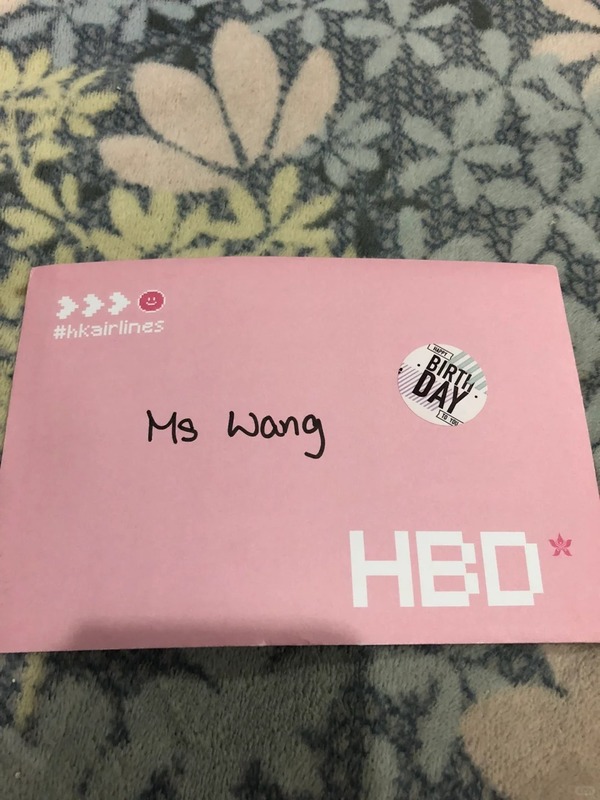 #hkairlines
HAPPY
BIRTH
DAY
TO YOU
Ms Wang
HBD